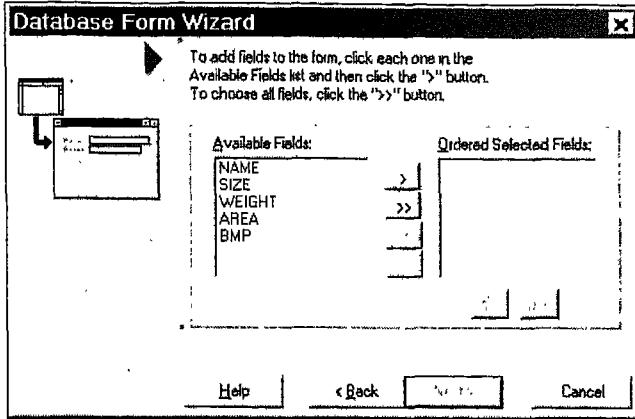 Database Form Wizard
To add fields to the form, click each one in the
Available Fields list and then click the ">" button.
To choose all fields, click the ">>" button.
Available Fields:
Ordered Selected Fields:
NAME
SIZE
WEIGHT
AREA
BMP
>
>>
Help
< Back
Cancel